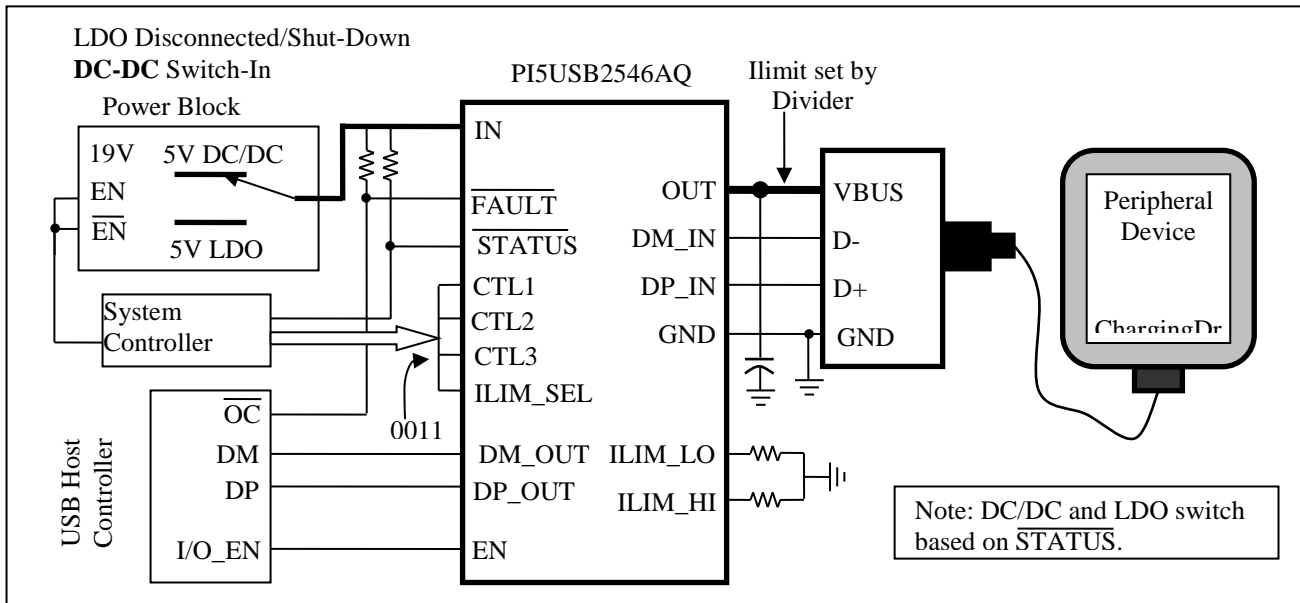 LDO Disconnected/Shut-Down
DC-DC Switch-In
Power Block
PI5USB2546AQ
Ilimit set by
Divider
19V
5V DC/DC
EN
EN
5V LDO
IN
FAULT
STATUS
CTL1
CTL2
CTL3
ILIM_SEL
DM_OUT
DP_OUT
EN
OUT
DM_IN
DP_IN
GND
ILIM_LO
ILIM_HI
VBUS
D-
D+
GND
Peripheral
Device
ChargingDr
System
Controller
0011
USB Host
Controller
OC
DM
DP
I/O_EN
Note: DC/DC and LDO switch
based on STATUS.